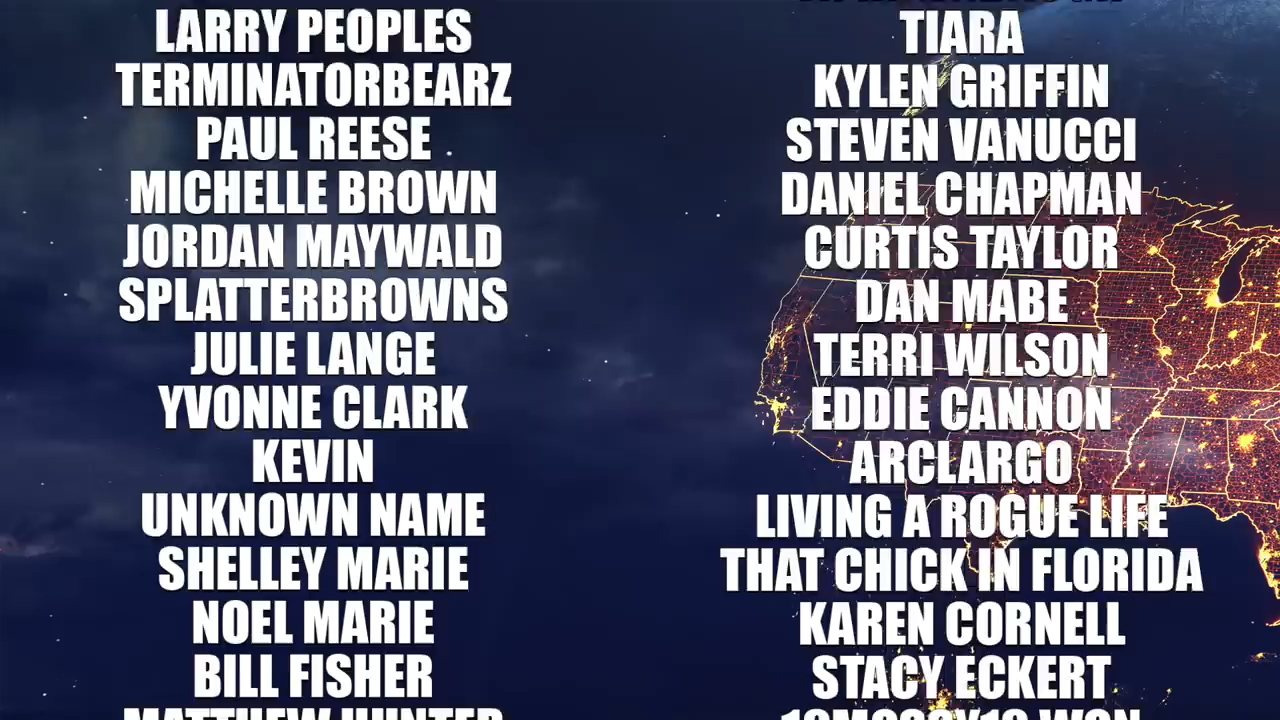 LARRY PEOPLES
TERMINATORBEARZ
PAUL REESE
MICHELLE BROWN
JORDAN MAYWALD
SPLATTERBROWNS
JULIE LANGE
YVONNE CLARK
KEVIN
UNKNOWN NAME
SHELLEY MARIE
NOEL MARIE
BILL FISHER
MATTHEW HUNTER
TIARA
KYLEN GRIFFIN
STEVEN VANUCCI
DANIEL CHAPMAN
CURTIS TAYLOR
DAN MABE
TERRI WILSON
EDDIE CANNON
ARCLARGO
LIVING A ROGUE LIFE
THAT CHICK IN FLORIDA
KAREN CORNELL
STACY ECKERT